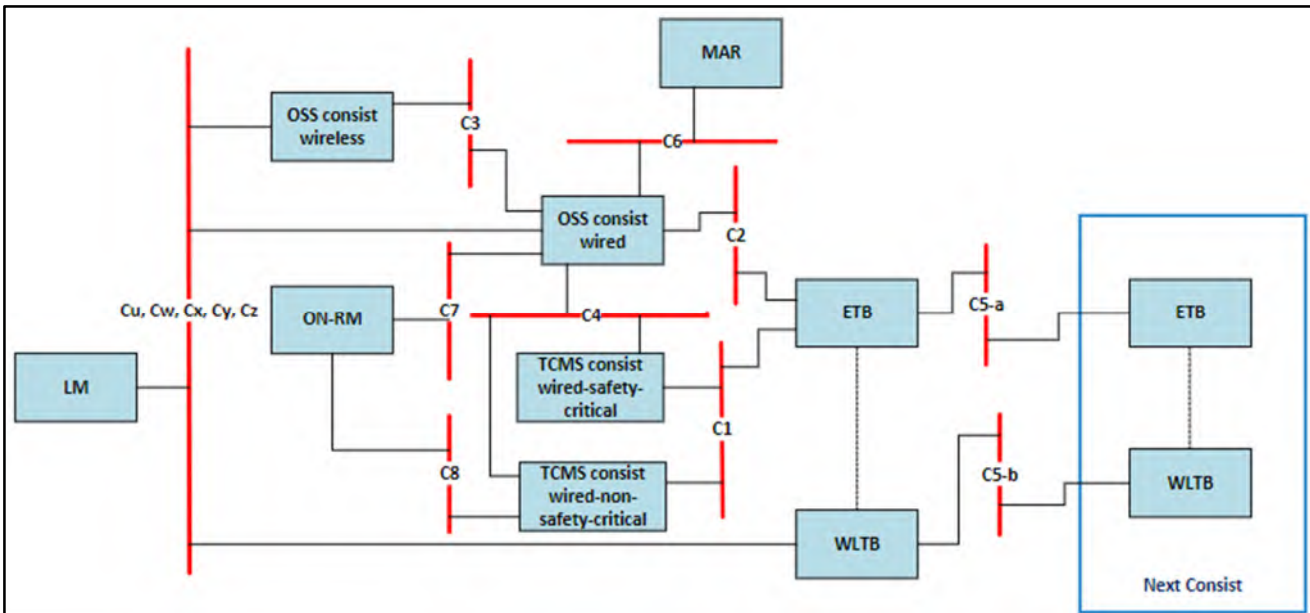 MAR
OSS consist
wireless
C3
C6
OSS consist
wired
C2
Cu, Cw, Cx, Cy, Cz
ON-RM
C7
C4
ETB
C5-a
ETB
LM
TCMS consist
wired-safety-
critical
C1
C8
TCMS consist
wired-non-
safety-critical
C5-b
WLTB
WLTB
Next Consist